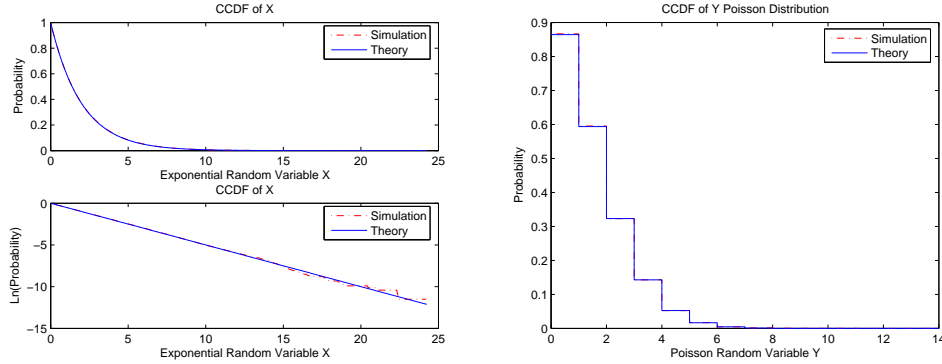 CCDF of X
Probability
1
0.8
0.6
0.4
0.2
0
Simulation
Theory
0 5 10 15 20 25
Exponential Random Variable X
CCDF of X
Ln(Probability)
0
−5
−10
−15
Simulation
Theory
0 5 10 15 20 25
Exponential Random Variable X
CCDF of Y Poisson Distribution
Probability
0.9
0.8
0.7
0.6
0.5
0.4
0.3
0.2
0.1
0
Simulation
Theory
0 2 4 6 8 10 12 14
Poisson Random Variable Y